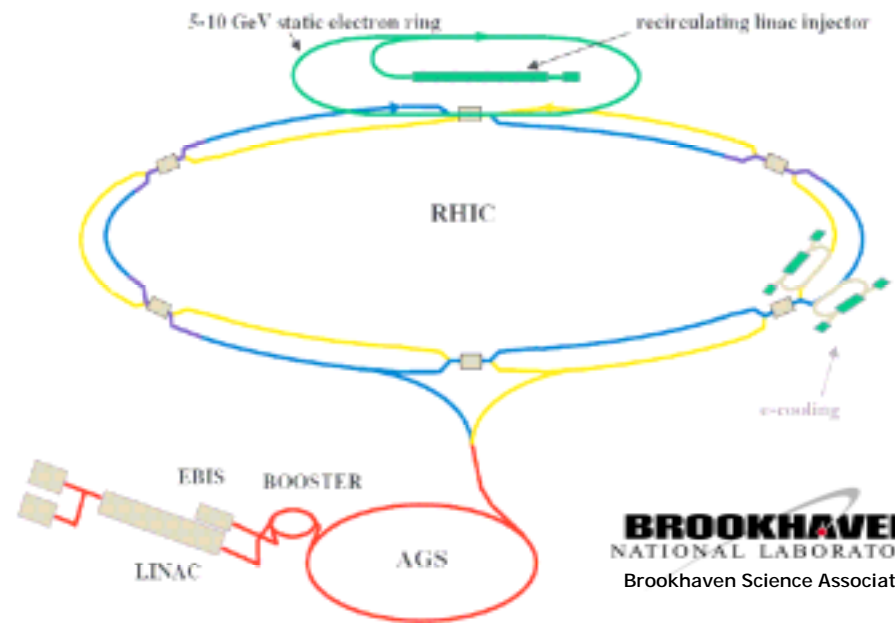 5-10 GeV static electron ring
recirculating linac injector
RHIC
e-cooling
EBIS
BOOSTER
LINAC
AGS
BROOKHAVEN
NATIONAL LABORATO
Brookhaven Science Associat